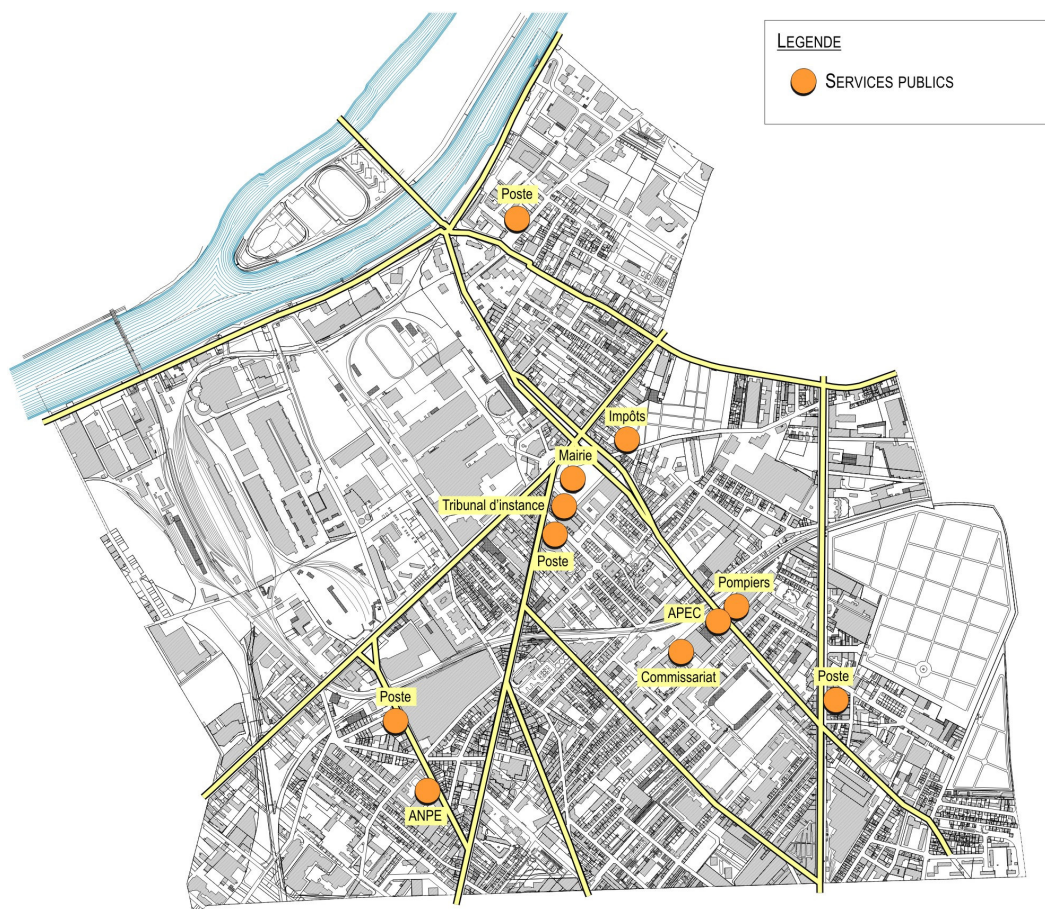 LEGENDE
SERVICES PUBLICS
Poste
Impôts
Mairie
Tribunal d'instance
Poste
Pompiers
APEC
Commissariat
Poste
Poste
ANPE